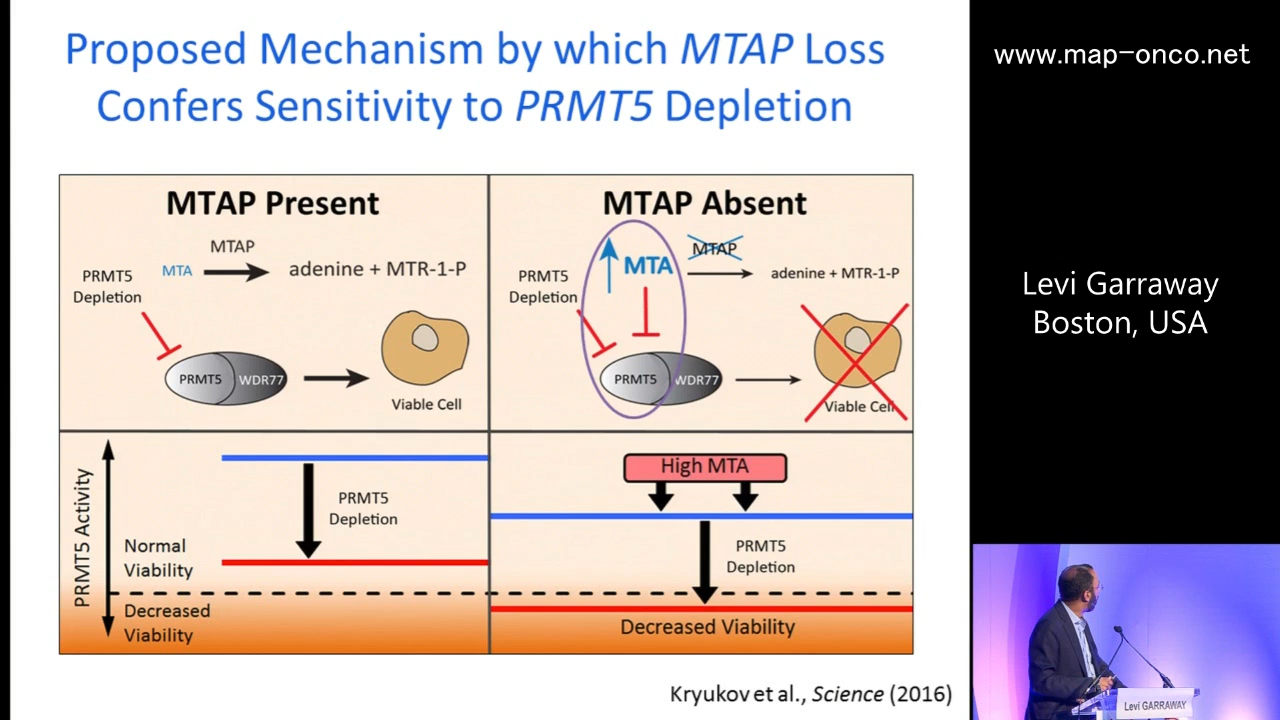 Proposed Mechanism by which MTAP Loss
Confers Sensitivity to PRMT5 Depletion
www.map-onco.net
Levi Garraway
Boston, USA
MTAP Present
MTAP
MTA
adenine + MTR-1-P
PRMT5
Depletion
PRMT5
WDR77
Viable Cell
MTAP Absent
MTAP
MTA
adenine + MTR-1-P
PRMT5
Depletion
PRMT5
WDR77
Viable Cell
PRMT5 Activity
PRMT5
Depletion
Normal
Viability
Decreased
Viability
High MTA
PRMT5
Depletion
Decreased Viability
Kryukov et al., Science (2016)
Levi GARRAWAY